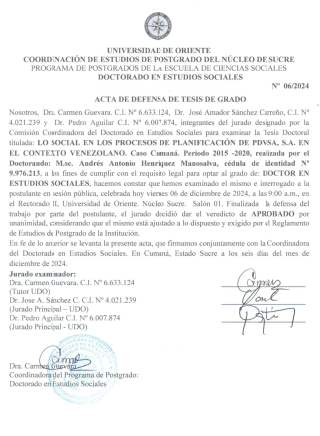 UNIVERSIDAD DE ORIENTE
COORDINACIÓN DE ESTUDIOS DE POSTGRADO DEL NÚCLEO DE SUCRE
PROGRAMA DE POSTGRADOS DE LA ESCUELA DE CIENCIAS SOCIALES
DOCTORADO EN ESTUDIOS SOCIALES
Nº 06/2024
ACTA DE DEFENSA DE TESIS DE GRADO
Nosotros, Dra. Carmen Guevara. C.I. Nº 6.633.124, Dr. José Amador Sánchez Carreño, C.I. Nº
4.021.239 y Dr. Pedro Aguilar C.I. Nº 6.007.874, integrantes del jurado designado por la
Comisión Coordinadora del Doctorado en Estudios Sociales para examinar la Tesis Doctoral
titulada: LO SOCIAL EN LOS PROCESOS DE PLANIFICACIÓN DE PDVSA, S.A. EN
EL CONTEXTO VENEZOLANO. Caso Cumaná. Periodo 2015 -2020, realizada por el
Doctorando: M.sc. Andrés Antonio Henríquez Manosalva, cédula de identidad Nº
9.976.213, a los fines de cumplir con el requisito legal para optar al grado de: DOCTOR EN
ESTUDIOS SOCIALES, hacemos constar que hemos examinado el mismo e interrogado a la
postulante en sesión pública, celebrada hoy viernes 06 de diciembre de 2024, a las 9:00 a.m., en
el Rectorado II, Universidad de Oriente. Núcleo Sucre. Salón 01. Finalizada la defensa del
trabajo por parte del postulante, el jurado decidió dar el veredicto de APROBADO por
unanimidad, considerando que el mismo está ajustado a lo dispuesto y exigido por el Reglamento
de Estudios de Postgrado de la Institución.
En fe de lo anterior se levanta la presente acta, que firmamos conjuntamente con la Coordinadora
del Doctorado en Estudios Sociales. En Cumaná, Estado Sucre a los seis días del mes de
diciembre de 2024.
Jurado examinador:
Dra. Carmen Guevara C.I. Nº 6.633.124
(Tutor UDO)
Dr. Jose A. Sánchez C. C.I. Nº 4.021.239
(Jurado Principal – UDO)
Dr. Pedro Aguilar C.I. Nº 6.007.874
(Jurado Principal - UDO)
Dra. Carmen Guevara
Coordinadora del Programa de Postgrado:
Doctorado en Estudios Sociales